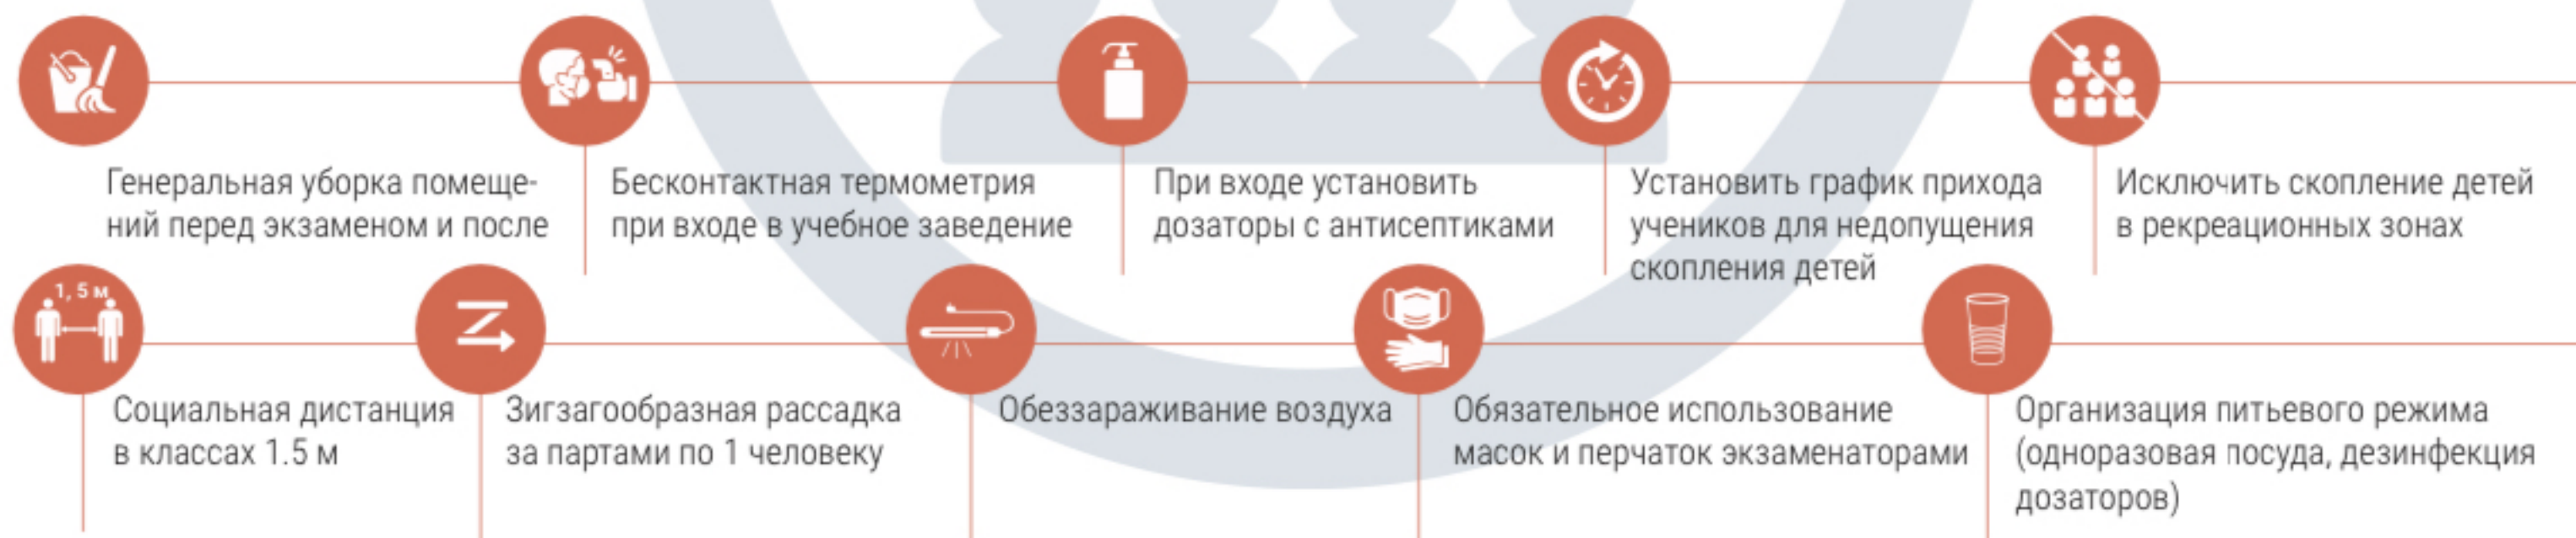 Генеральная уборка помеще-
ний перед экзаменом и после
Бесконтактная термометрия
при входе в учебное заведение
При входе установить
дозаторы с антисептиками
Установить график прихода
учеников для недопущения
скопления детей
Исключить скопление детей
в рекреационных зонах
1, 5 м
Социальная дистанция
в классах 1.5 м
Зигзагообразная рассадка
за партами по 1 человеку
Обеззараживание воздуха
Обязательное использование
масок и перчаток экзаменаторами
Организация питьевого режима
(одноразовая посуда, дезинфекция
дозаторов)